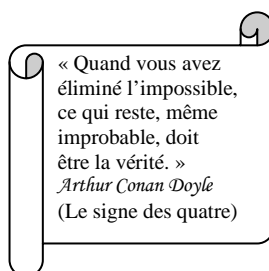 « Quand vous avez
éliminé l'impossible,
ce qui reste, même
improbable, doit
être la vérité. »
Arthur Conan Doyle
(Le signe des quatre)